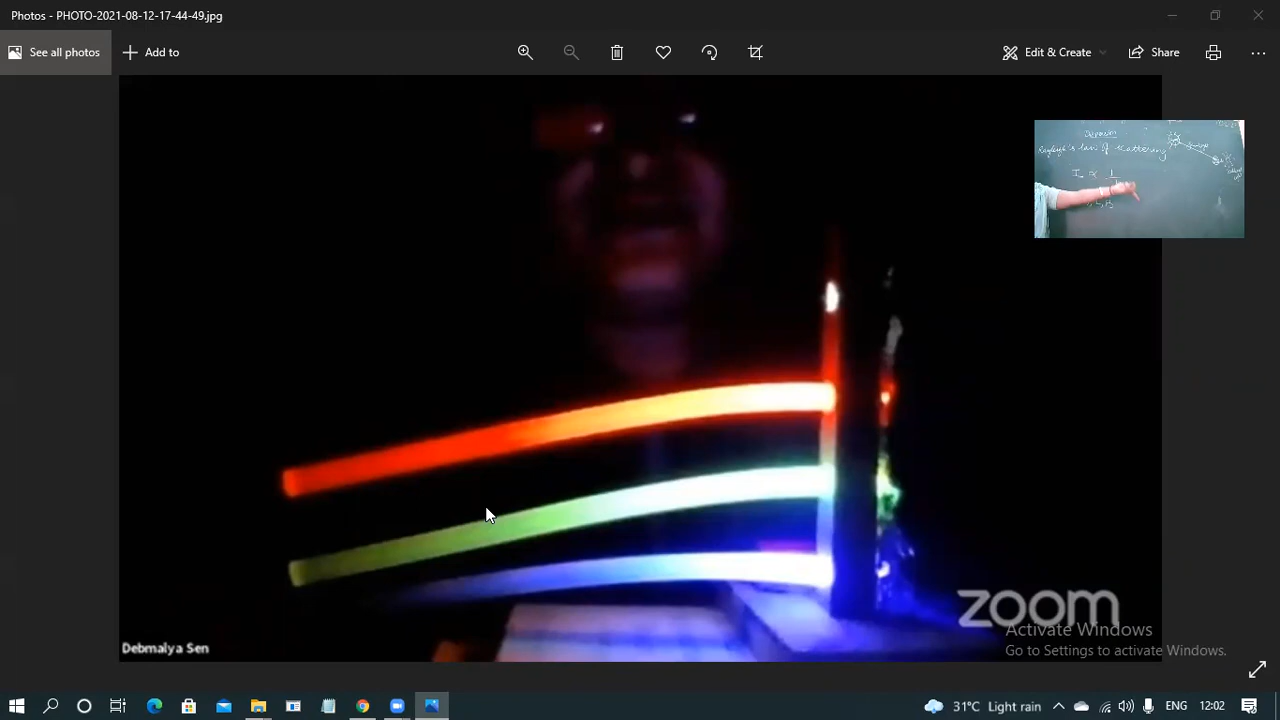 Photos - PHOTO-2021-08-12-17-44-49.jpg
See all photos
Add to
Edit & Create
Share
Rayleigh's law of scattering
I ∝ 1
zoom
Activate Windows
Go to Settings to activate Windows.
Debmalya Sen
31°C Light rain
ENG
12:02